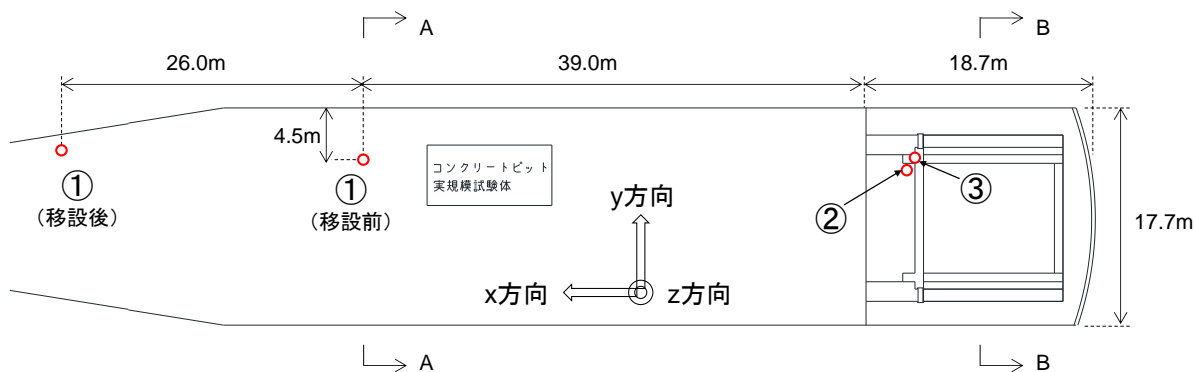 A
B
26.0m
39.0m
18.7m
4.5m
コンクリートピット
実規模試験体
①
(移設後)
①
(移設前)
②
③
y方向
17.7m
x方向
z方向
A
B